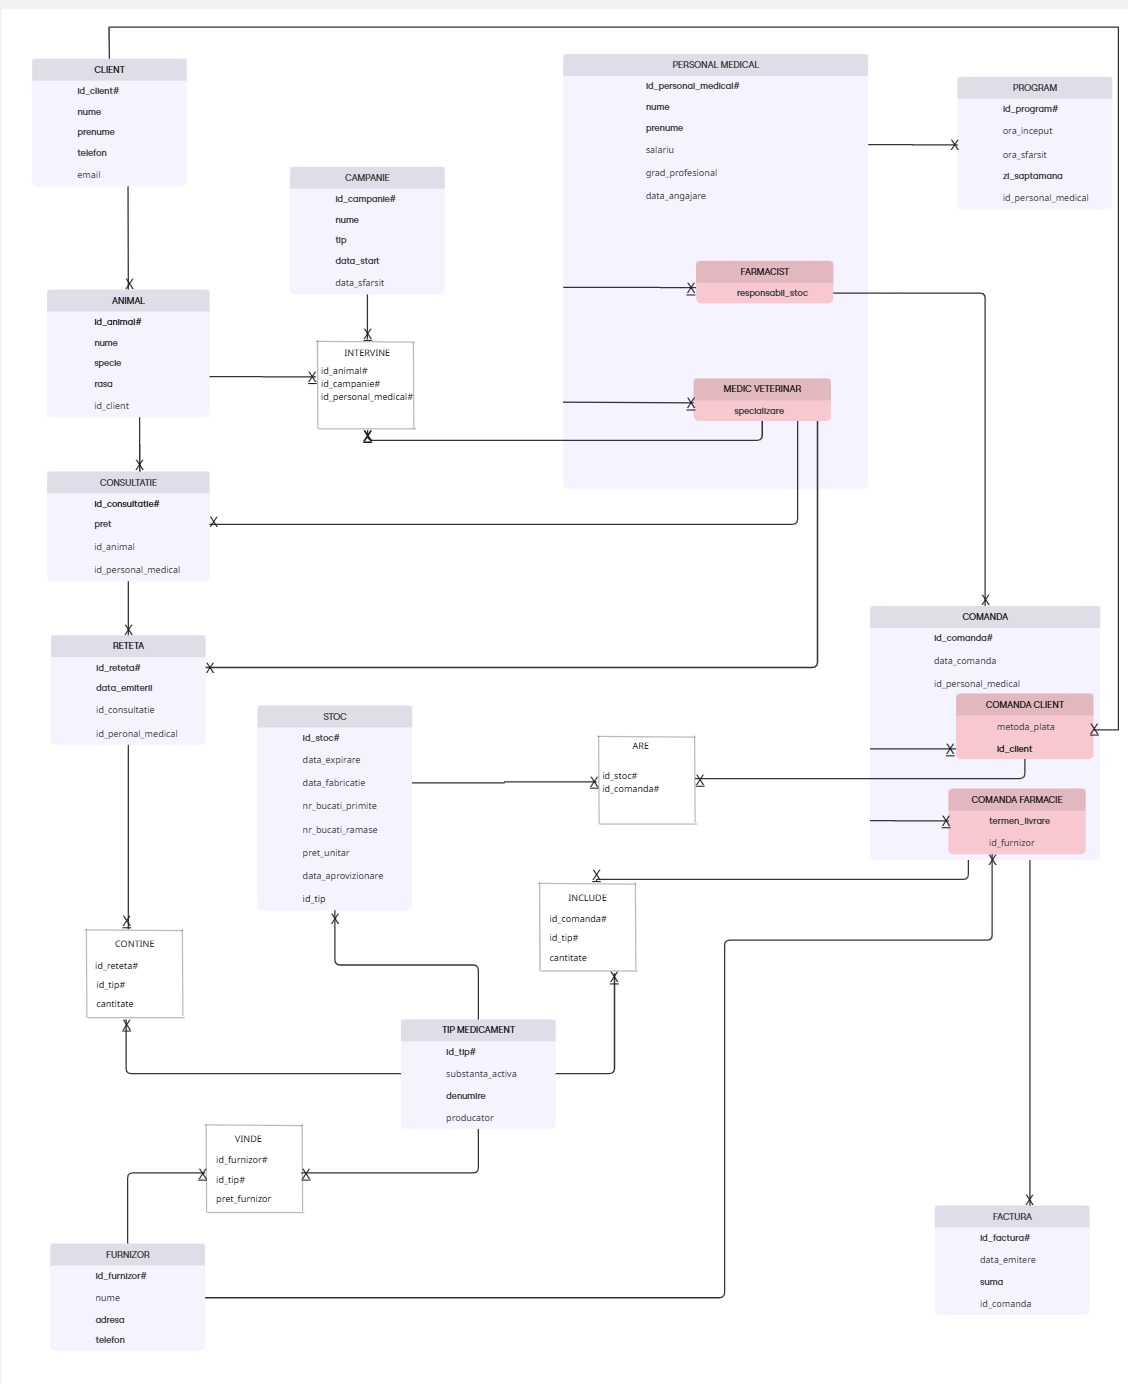 CLIENT
id_client#
nume
prenume
telefon
email
PERSONAL MEDICAL
id_personal_medical#
nume
prenume
salariu
grad_profesional
data_angajare
PROGRAM
id_program#
ora_inceput
ora_sfarsit
zi_saptamana
id_personal_medical
CAMPANIE
id_campanie#
nume
tip
data_start
data_sfarsit
FARMACIST
responsabil_stoc
ANIMAL
id_animal#
nume
specie
rasa
id_client
INTERVINE
id_animal#
id_campanie#
id_personal_medical#
MEDIC VETERINAR
specializare
CONSULTATIE
id_consultatie#
pret
id_animal
id_personal_medical
RETETA
id_reteta#
data_emiterii
id_consultatie
id_peronal_medical
COMANDA
id_comanda#
data_comanda
id_personal_medical
COMANDA CLIENT
metoda_plata
id_client
COMANDA FARMACIE
termen_livrare
id_furnizor
STOC
id_stoc#
data_expirare
data_fabricatie
nr_bucati_primite
nr_bucati_ramase
pret_unitar
data_aprovizionare
id_tip
ARE
id_stoc#
id_comanda#
INCLUDE
id_comanda#
id_tip#
cantitate
CONTINE
id_reteta#
id_tip#
cantitate
TIP MEDICAMENT
id_tip#
substanta_activa
denumire
producator
VINDE
id_furnizor#
id_tip#
pret_furnizor
FURNIZOR
id_furnizor#
nume
adresa
telefon
FACTURA
id_factura#
data_emitere
suma
id_comanda